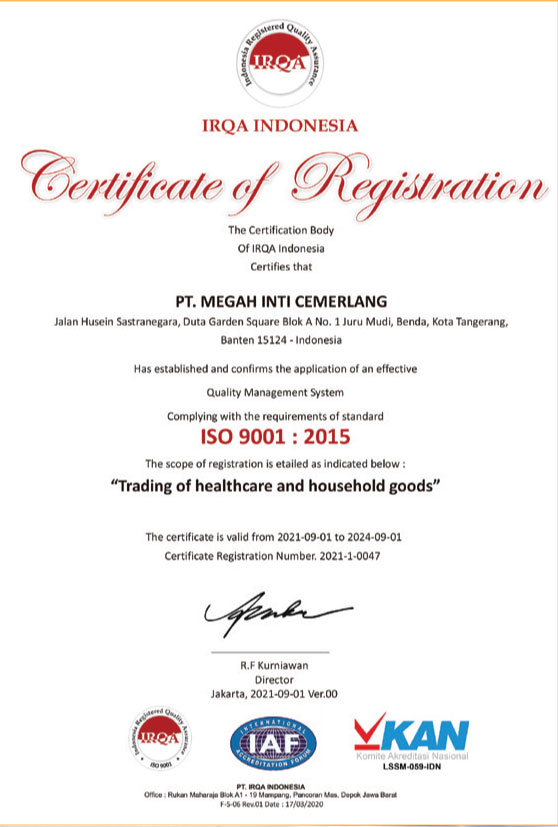 Indonesia Registered Quality Assurance
IRQA
IRQA INDONESIA
Certificate of Registration
The Certification Body
Of IRQA Indonesia
Certifies that
PT. MEGAH INTI CEMERLANG
Jalan Husein Sastranegara, Duta Garden Square Blok A No. 1 Juru Mudi, Benda, Kota Tangerang,
Banten 15124 - Indonesia
Has established and confirms the application of an effective
Quality Management System
Complying with the requirements of standard
ISO 9001 : 2015
The scope of registration is etailed as indicated below :
“Trading of healthcare and household goods”
The certificate is valid from 2021-09-01 to 2024-09-01
Certificate Registration Number. 2021-1-0047
R.F Kurniawan
Director
Jakarta, 2021-09-01 Ver.00
Indonesia Registered Quality Assurance
IRQA
ISO 9001
INTERNATIONAL
IAF
ACCREDITATION FORUM
KAN
Komite Akreditasi Nasional
LSSM-059-IDN
PT. IRQA INDONESIA
Office : Rukan Maharaja Blok A1 - 19 Mampang, Pancoran Mas, Depok Jawa Barat
F-S-06 Rev.01 Date : 17/03/2020